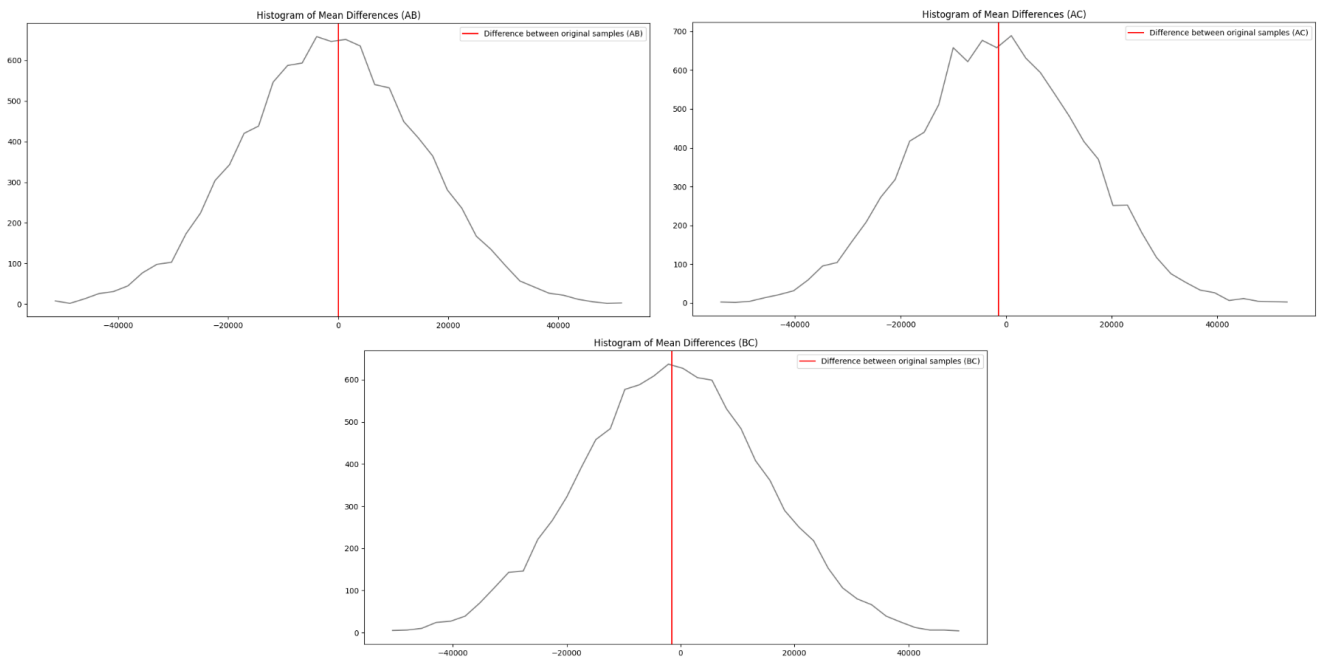 Histogram of Mean Differences (AB)
Difference between original samples (AB)
600
500
400
300
200
100
0
−40000 −20000 0 20000 40000
Histogram of Mean Differences (AC)
Difference between original samples (AC)
700
600
500
400
300
200
100
0
−40000 −20000 0 20000 40000
Histogram of Mean Differences (BC)
Difference between original samples (BC)
600
500
400
300
200
100
0
−40000 −20000 0 20000 40000